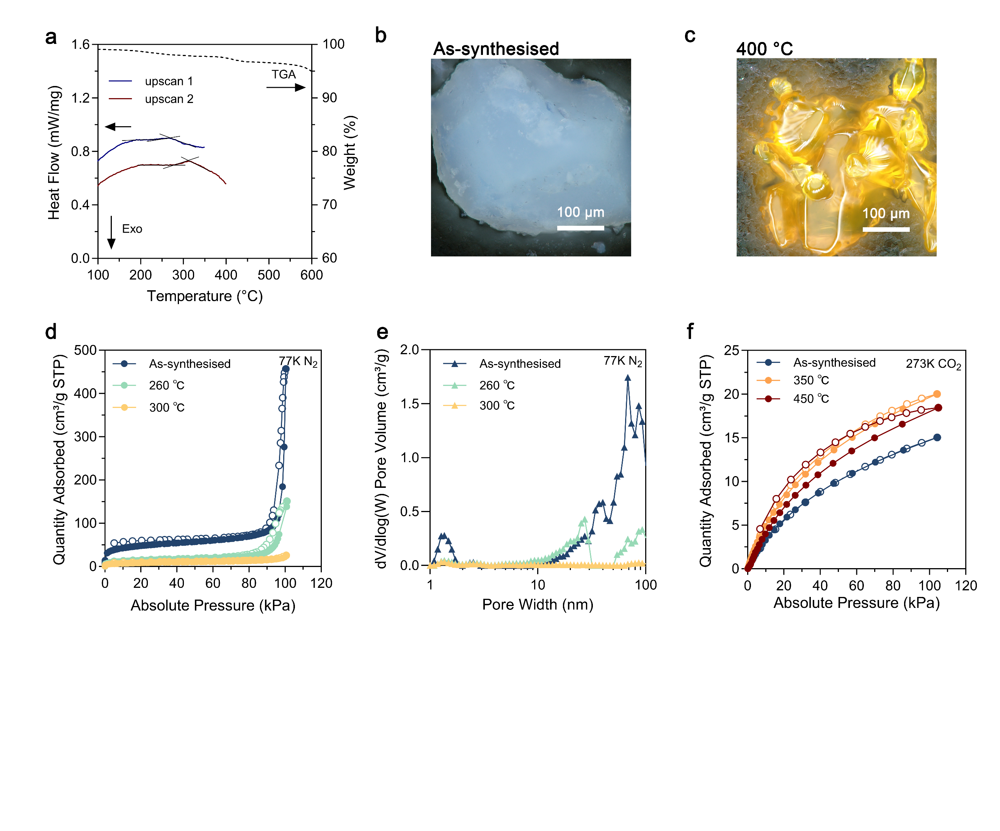 a
1.6
1.2
0.8
0.4
0.0
100
90
80
70
60
100 200 300 400 500 600
Heat Flow (mW/mg)
Weight (%)
Temperature (°C)
upscan 1
upscan 2
TGA
Exo
b
As-synthesised
100 µm
c
400 °C
100 µm
d
500
400
300
200
100
0
0 20 40 60 80 100 120
Quantity Adsorbed (cm³/g STP)
Absolute Pressure (kPa)
As-synthesised
260 ℃
300 ℃
77K N₂
e
2.0
1.5
1.0
0.5
0.0
1 10 100
dV/dlog(W) Pore Volume (cm³/g)
Pore Width (nm)
As-synthesised
260 ℃
300 ℃
77K N₂
f
25
20
15
10
5
0
0 20 40 60 80 100 120
Quantity Adsorbed (cm³/g STP)
Absolute Pressure (kPa)
As-synthesised
350 ℃
450 ℃
273K CO₂